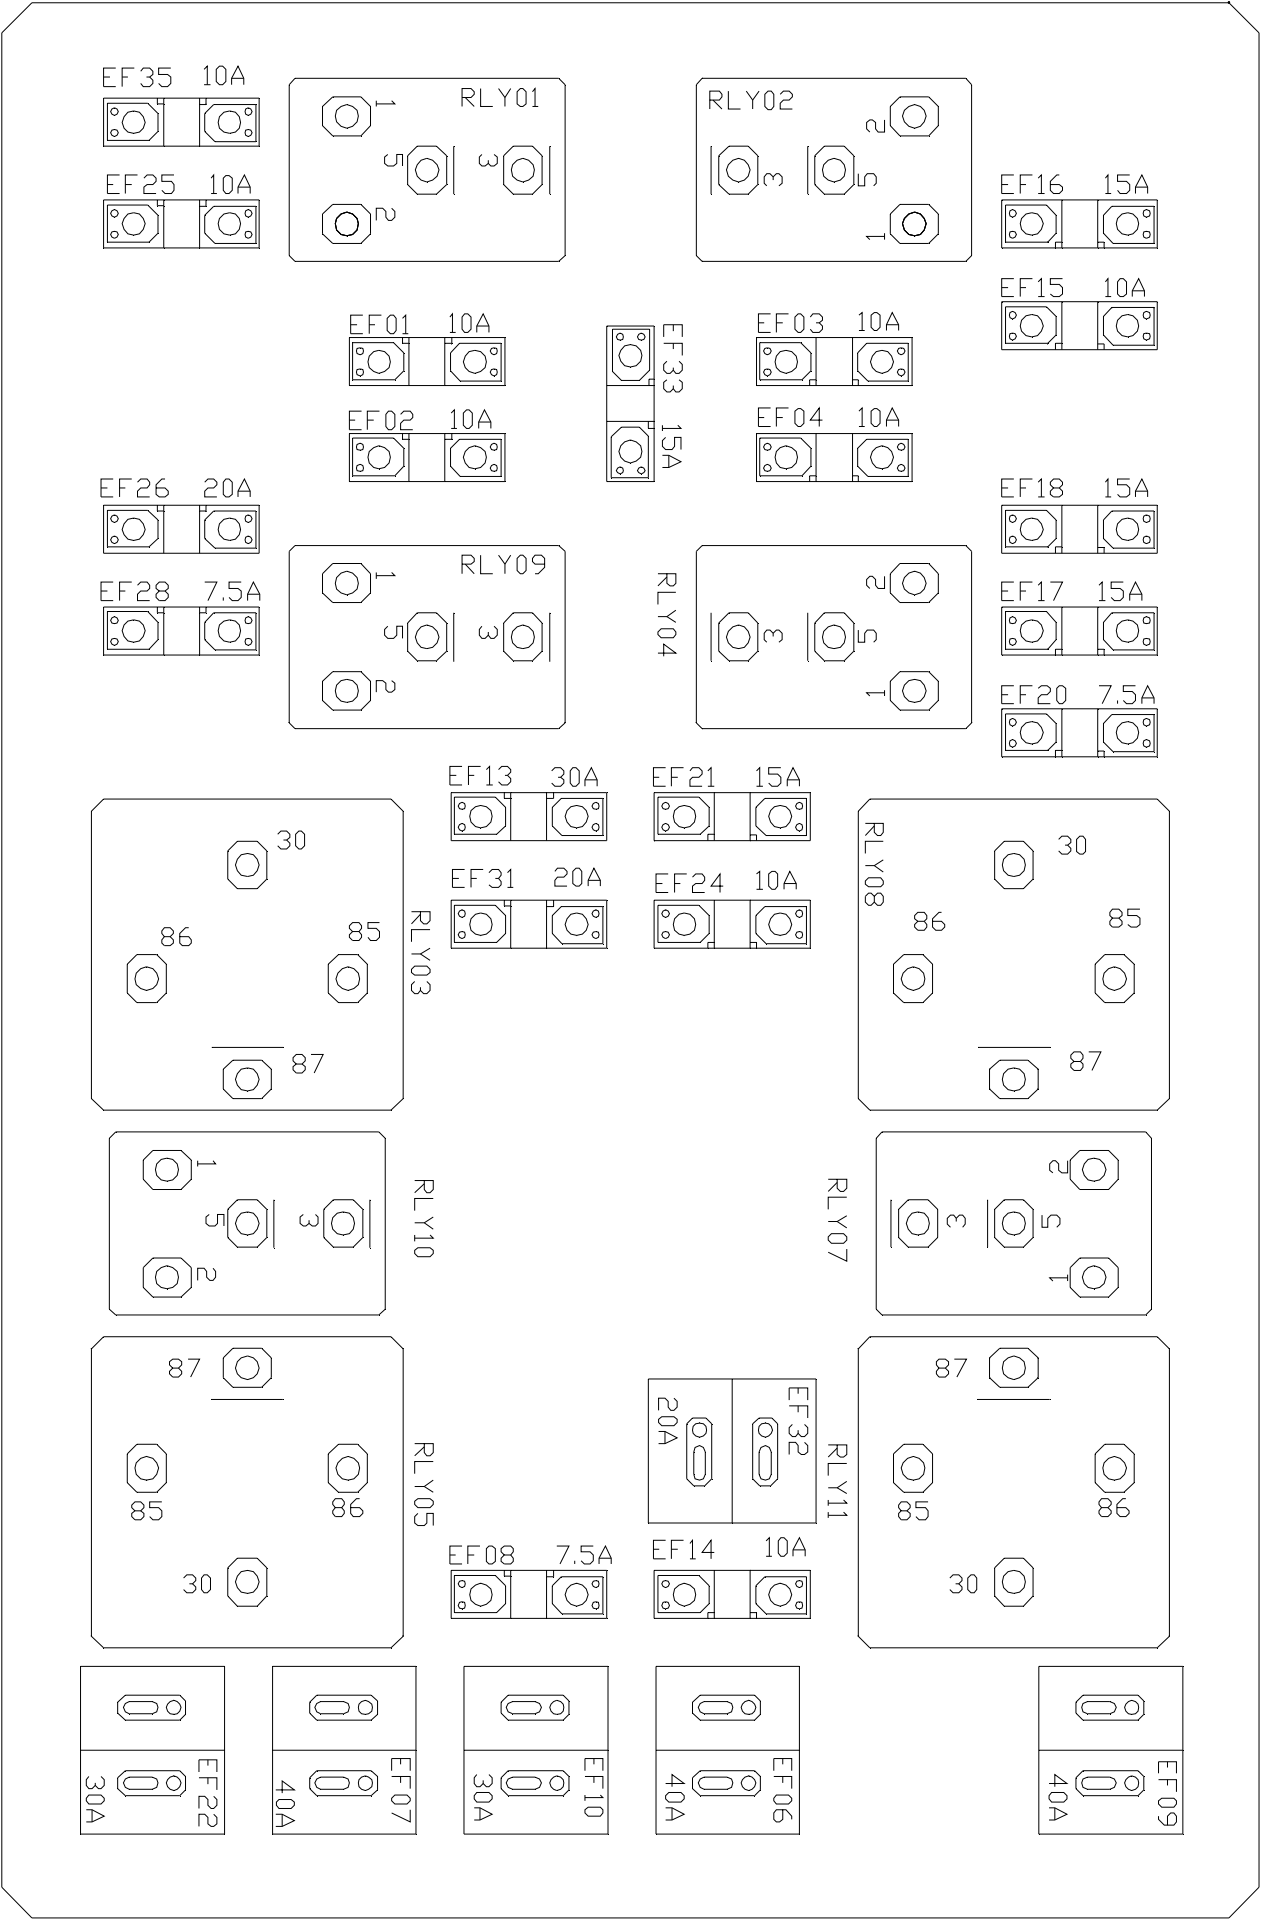 EF35 10A
RLY01
1
5
3
2
RLY02
2
3
5
1
EF25 10A
EF16 15A
EF15 10A
EF01 10A
EF33 15A
EF03 10A
EF02 10A
EF04 10A
EF26 20A
EF18 15A
EF28 7.5A
RLY09
1
5
3
2
RLY04
2
3
5
1
EF17 15A
EF20 7.5A
EF13 30A
EF21 15A
EF31 20A
EF24 10A
30
86
85
RLY03
87
RLY08
30
86
85
87
1
5
3
2
RLY10
RLY07
2
3
5
1
87
85
86
30
RLY05
20A
EF32
RLY11
87
85
86
30
EF08 7.5A
EF14 10A
EF22
30A
EF07
40A
EF10
30A
EF06
40A
EF09
40A